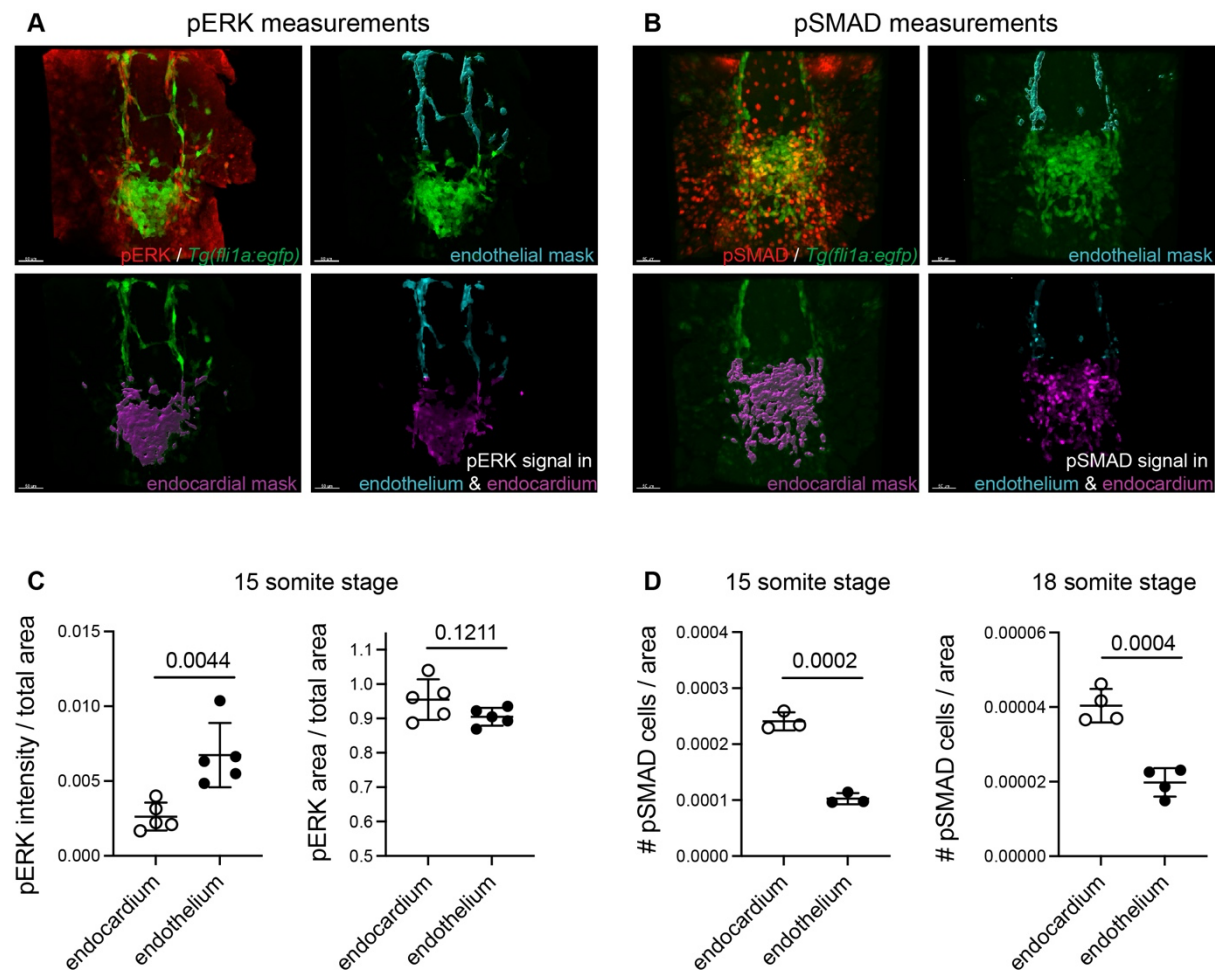 A pERK measurements
pERK / Tg(fli1a:egfp)
endothelial mask
endocardial mask
pERK signal in
endothelium & endocardium
B pSMAD measurements
pSMAD / Tg(fli1a:egfp)
endothelial mask
endocardial mask
pSMAD signal in
endothelium & endocardium
C 15 somite stage
pERK intensity / total area
0.015
0.010
0.005
0.000
0.0044
endocardium
endothelium
pERK area / total area
1.1
1.0
0.9
0.8
0.7
0.6
0.5
0.1211
endocardium
endothelium
D 15 somite stage
# pSMAD cells / area
0.0004
0.0003
0.0002
0.0001
0.0000
0.0002
endocardium
endothelium
18 somite stage
# pSMAD cells / area
0.00006
0.00004
0.00002
0.00000
0.0004
endocardium
endothelium